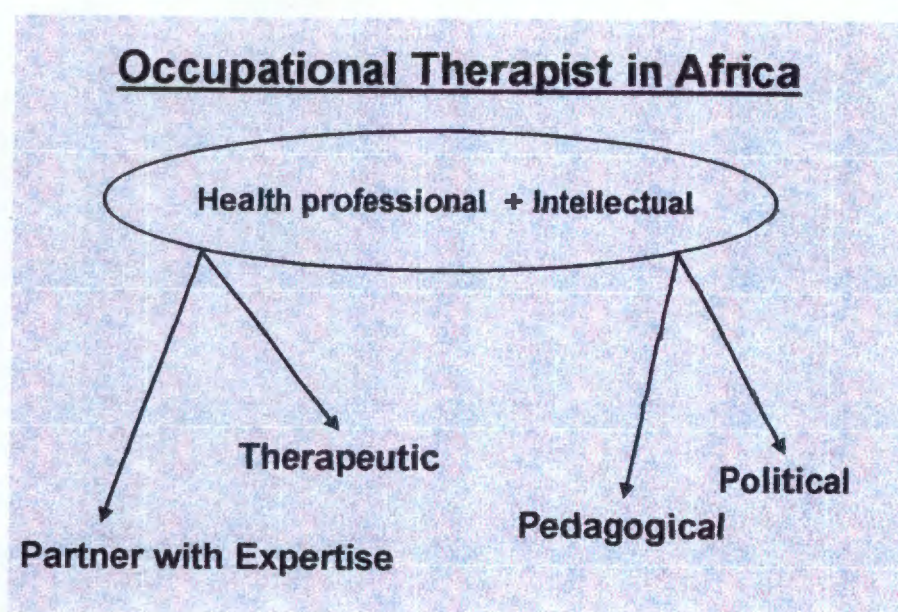 Occupational Therapist in Africa
Health professional + Intellectual
Therapeutic
Political
Pedagogical
Partner with Expertise